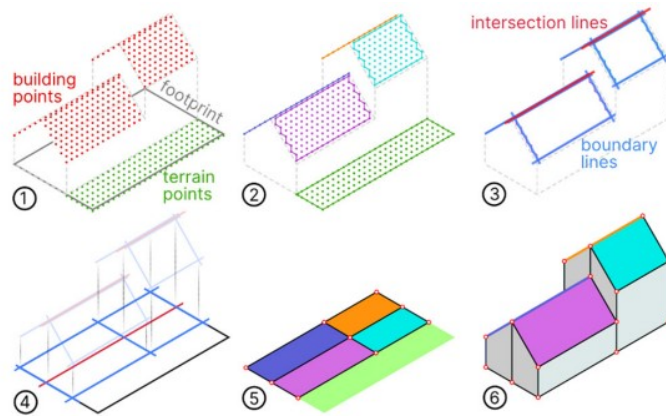 building
points
footprint
terrain
points
1
2
intersection lines
boundary
lines
3
4
5
6